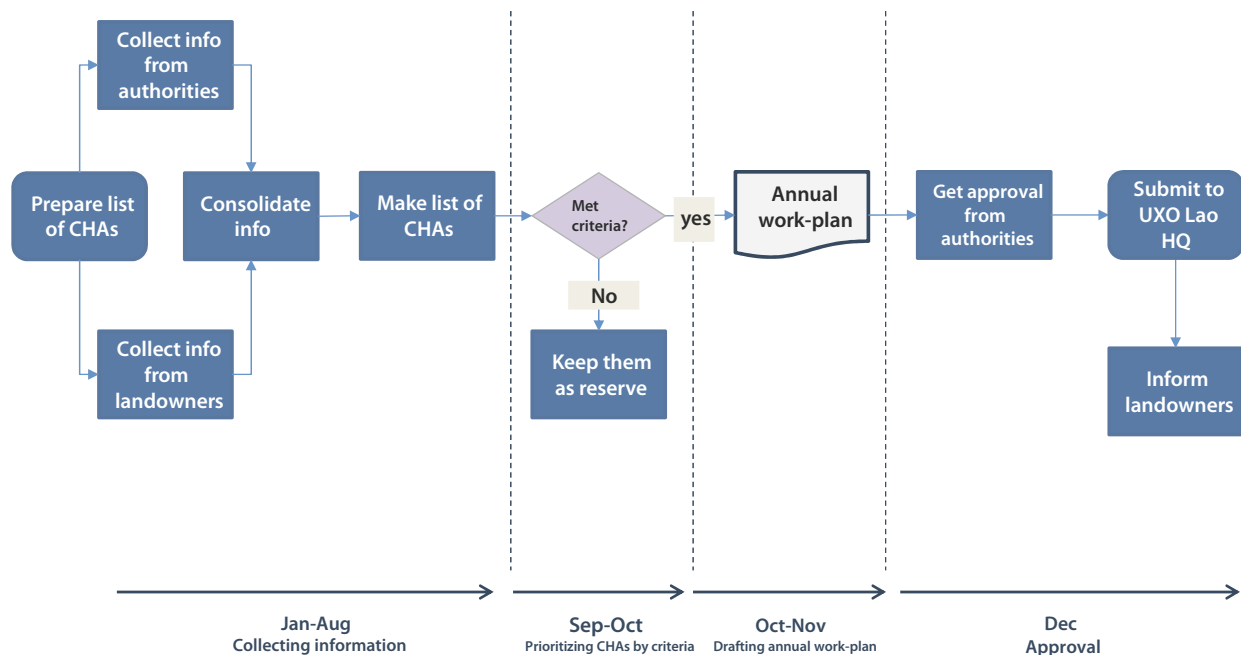 Collect info
from
authorities
Prepare list
of CHAs
Consolidate
info
Make list of
CHAs
Collect info
from
landowners
Met
criteria?
yes
No
Keep them
as reserve
Annual
work-plan
Get approval
from
authorities
Submit to
UXO Lao
HQ
Inform
landowners
Jan-Aug
Collecting information
Sep-Oct
Prioritizing CHAs by criteria
Oct-Nov
Drafting annual work-plan
Dec
Approval